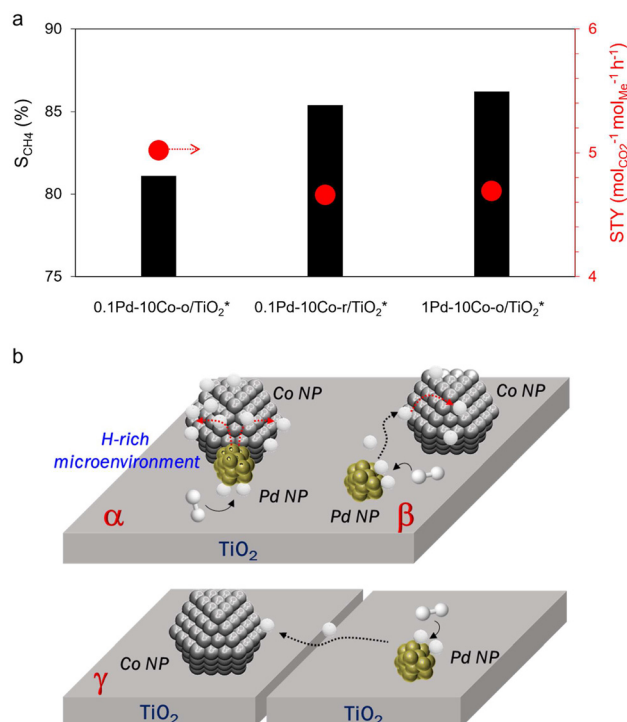 a
90
85
80
75
S_CH4 (%)
6
5
4
STY (mol_CO2^-1 mol_Me^-1 h^-1)
0.1Pd-10Co-o/TiO₂* 0.1Pd-10Co-r/TiO₂* 1Pd-10Co-o/TiO₂*
b
Co NP
Co NP
H-rich
microenvironment
Pd NP
Pd NP
α
β
TiO₂
Co NP
Pd NP
γ
TiO₂
TiO₂